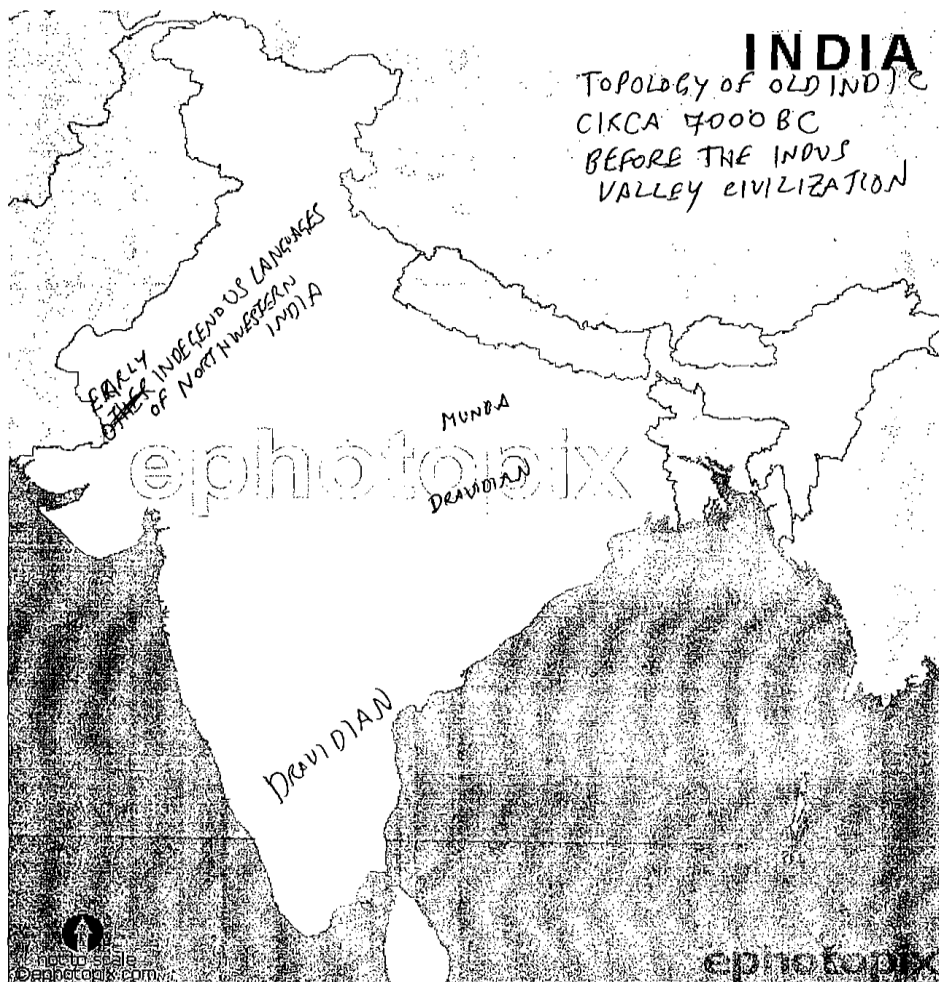 INDIA
TOPOLOGY OF OLD INDIC
CIRCA 7000 BC
BEFORE THE INDUS
VALLEY CIVILIZATION
EARLY
OTHER INDEGENOUS LANGUAGES
OF NORTHWESTERN
INDIA
MUNDA
ephotopix
DRAVIDIAN
DRAVIDIAN
not to scale
©ephotopix.com
ephotopix